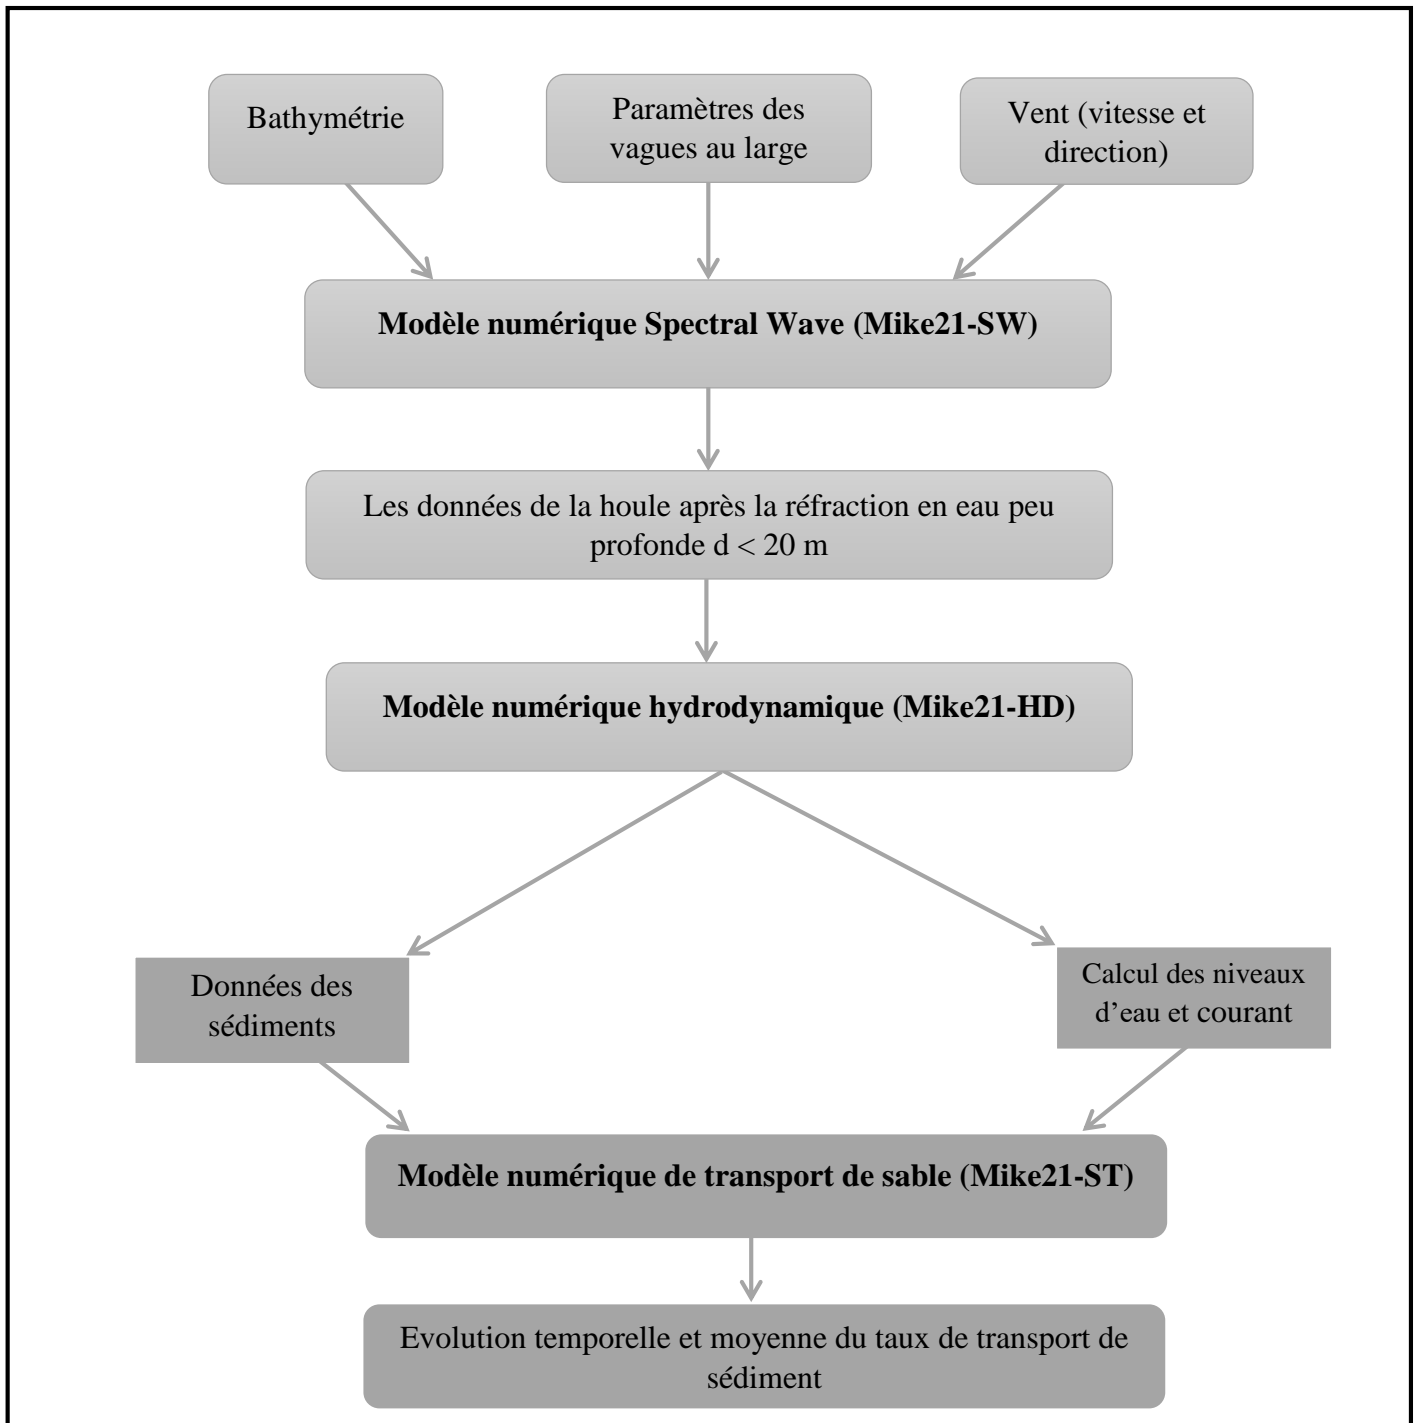 Bathymétrie
Paramètres des
vagues au large
Vent (vitesse et
direction)
Modèle numérique Spectral Wave (Mike21-SW)
Les données de la houle après la réfraction en eau peu
profonde d < 20 m
Modèle numérique hydrodynamique (Mike21-HD)
Données des
sédiments
Calcul des niveaux
d’eau et courant
Modèle numérique de transport de sable (Mike21-ST)
Evolution temporelle et moyenne du taux de transport de
sédiment